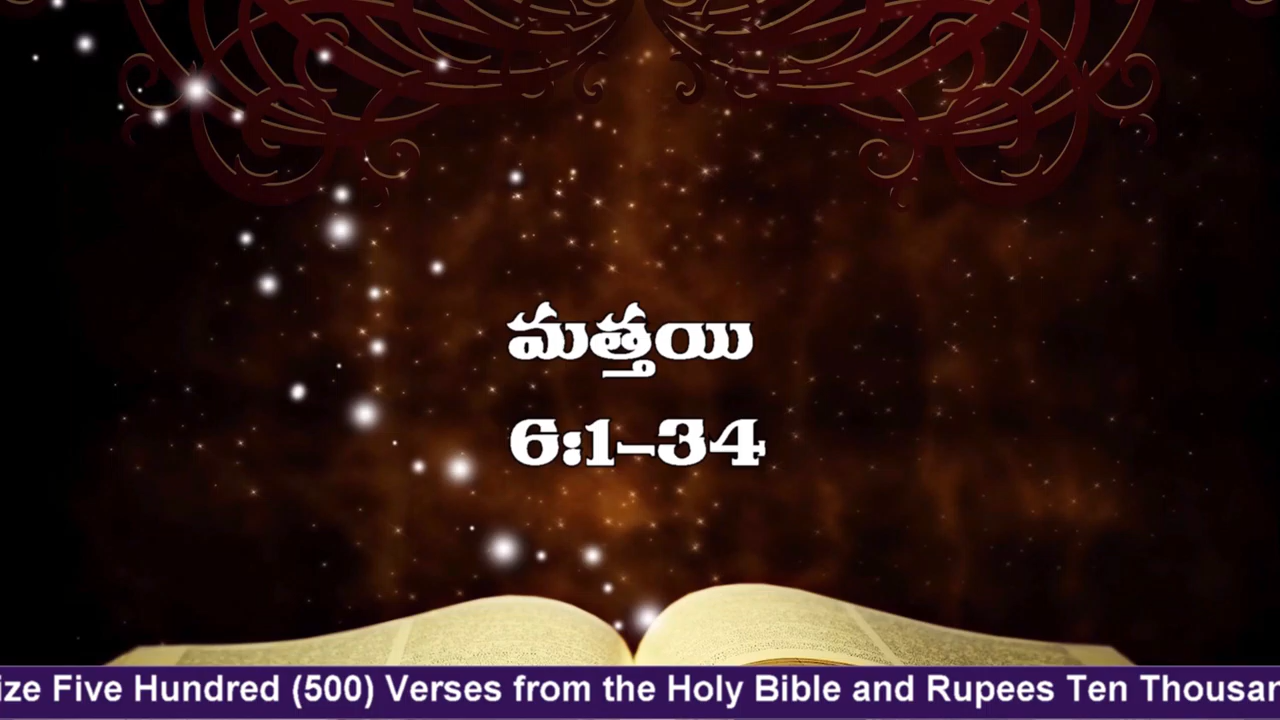 మత్తయి
6:1-34
ize Five Hundred (500) Verses from the Holy Bible and Rupees Ten Thousan